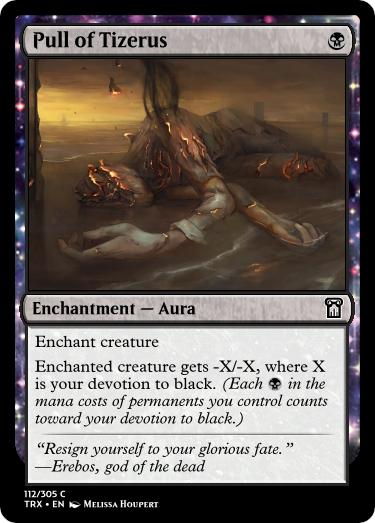 Pull of Tizerus
Enchantment — Aura
Enchant creature
Enchanted creature gets -X/-X, where X
is your devotion to black. (Each in the
mana costs of permanents you control counts
toward your devotion to black.)
“Resign yourself to your glorious fate.”
—Erebos, god of the dead
112/305 C
TRX • EN Melissa Houpert